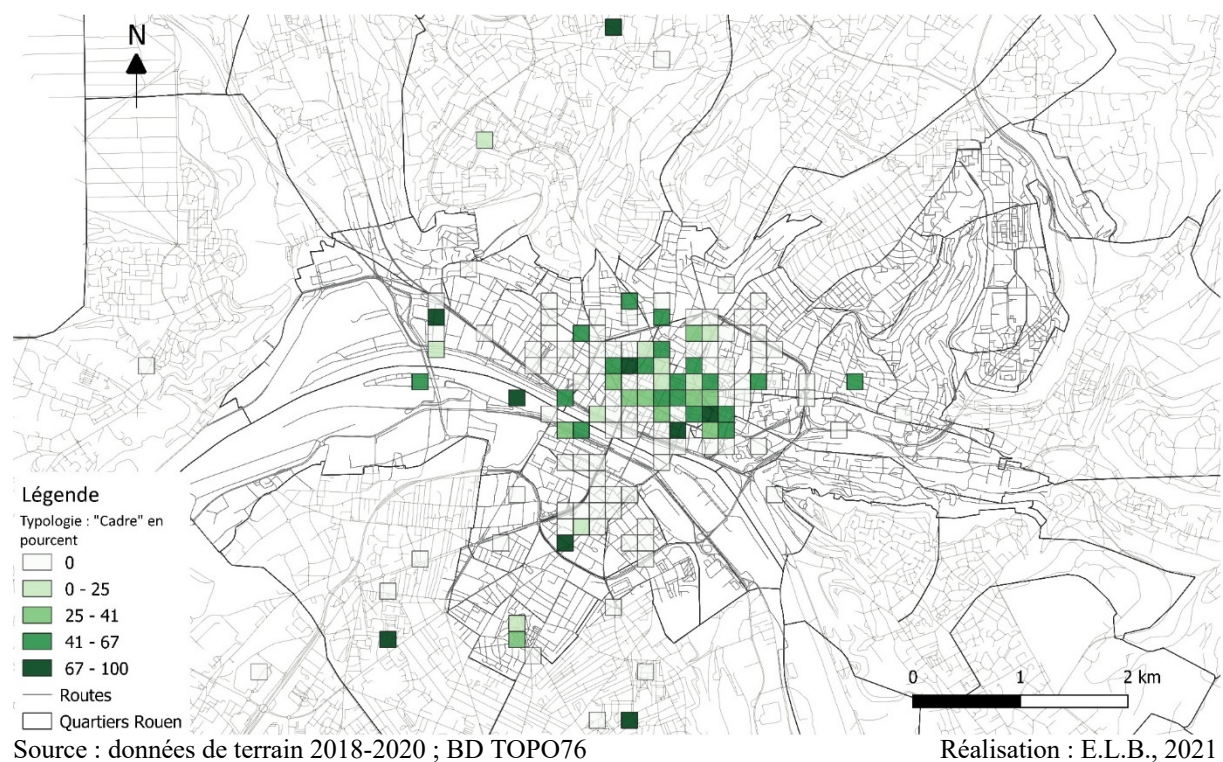 N
Légende
Typologie : "Cadre" en
pourcent
0
0 - 25
25 - 41
41 - 67
67 - 100
Routes
Quartiers Rouen
0 1 2 km
Source : données de terrain 2018-2020 ; BD TOPO76 Réalisation : E.L.B., 2021